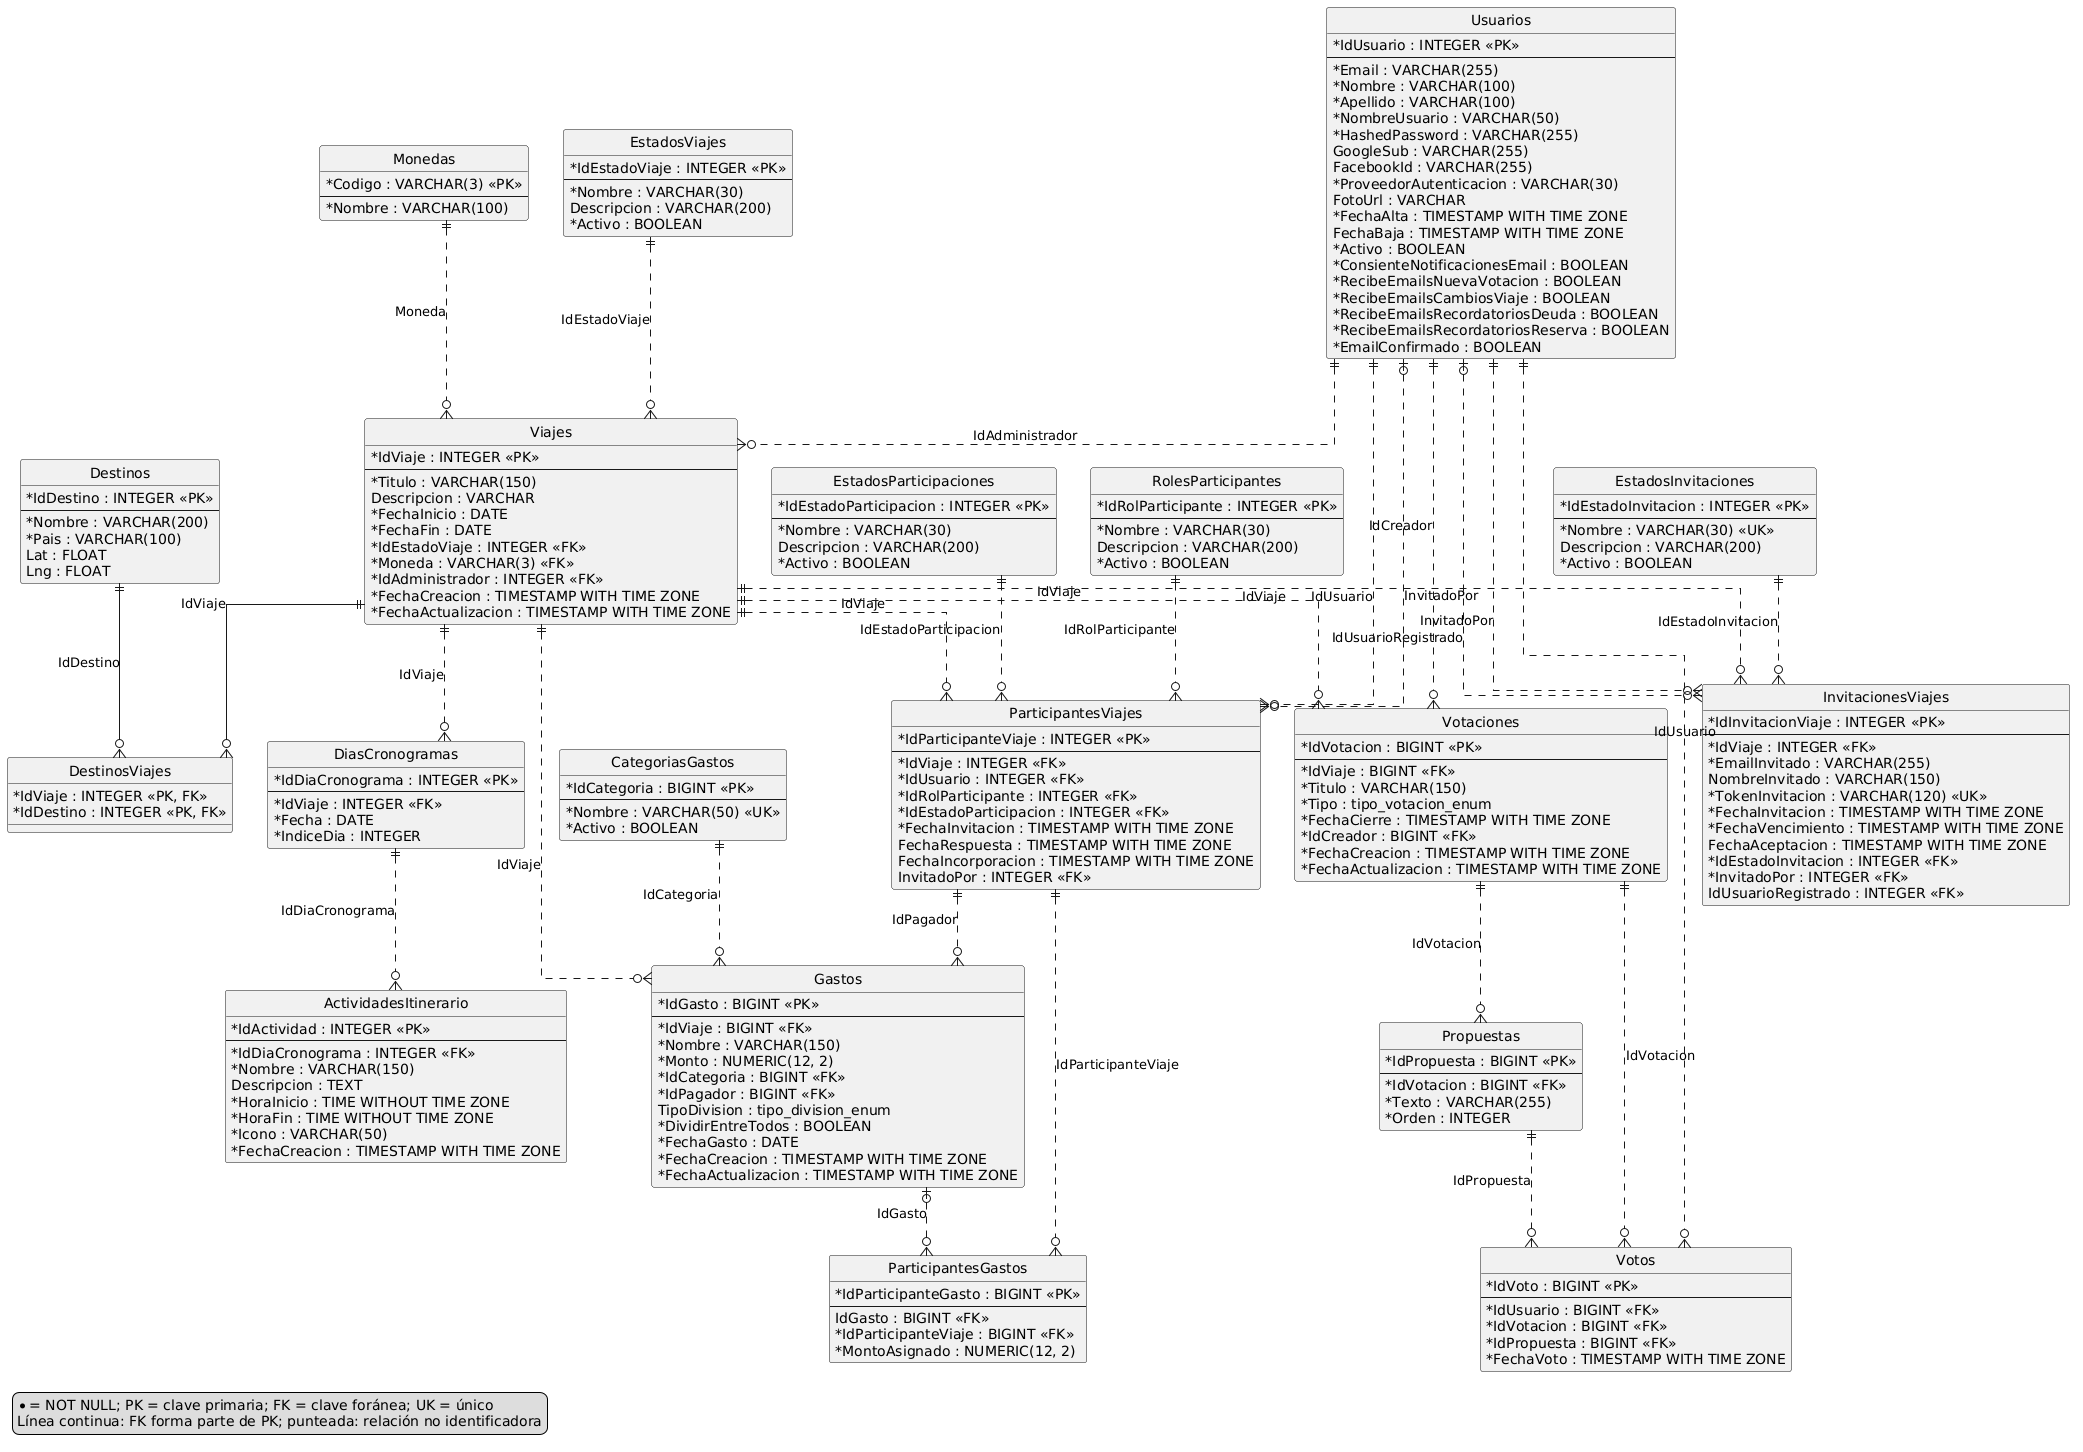 Usuarios
*IdUsuario : INTEGER «PK»
*Email : VARCHAR(255)
*Nombre : VARCHAR(100)
*Apellido : VARCHAR(100)
*NombreUsuario : VARCHAR(50)
*HashedPassword : VARCHAR(255)
GoogleSub : VARCHAR(255)
FacebookId : VARCHAR(255)
*ProveedorAutenticacion : VARCHAR(30)
FotoUrl : VARCHAR
*FechaAlta : TIMESTAMP WITH TIME ZONE
FechaBaja : TIMESTAMP WITH TIME ZONE
*Activo : BOOLEAN
*ConsienteNotificacionesEmail : BOOLEAN
*RecibeEmailsNuevaVotacion : BOOLEAN
*RecibeEmailsCambiosViaje : BOOLEAN
*RecibeEmailsRecordatoriosDeuda : BOOLEAN
*RecibeEmailsRecordatoriosReserva : BOOLEAN
*EmailConfirmado : BOOLEAN
Monedas
*Codigo : VARCHAR(3) «PK»
*Nombre : VARCHAR(100)
EstadosViajes
*IdEstadoViaje : INTEGER «PK»
*Nombre : VARCHAR(30)
Descripcion : VARCHAR(200)
*Activo : BOOLEAN
Moneda
IdEstadoViaje
IdAdministrador
Viajes
*IdViaje : INTEGER «PK»
*Titulo : VARCHAR(150)
Descripcion : VARCHAR
*FechaInicio : DATE
*FechaFin : DATE
*IdEstadoViaje : INTEGER «FK»
*Moneda : VARCHAR(3) «FK»
*IdAdministrador : INTEGER «FK»
*FechaCreacion : TIMESTAMP WITH TIME ZONE
*FechaActualizacion : TIMESTAMP WITH TIME ZONE
Destinos
*IdDestino : INTEGER «PK»
*Nombre : VARCHAR(200)
*Pais : VARCHAR(100)
Lat : FLOAT
Lng : FLOAT
EstadosParticipaciones
*IdEstadoParticipacion : INTEGER «PK»
*Nombre : VARCHAR(30)
Descripcion : VARCHAR(200)
*Activo : BOOLEAN
RolesParticipantes
*IdRolParticipante : INTEGER «PK»
*Nombre : VARCHAR(30)
Descripcion : VARCHAR(200)
*Activo : BOOLEAN
EstadosInvitaciones
*IdEstadoInvitacion : INTEGER «PK»
*Nombre : VARCHAR(30) «UK»
Descripcion : VARCHAR(200)
*Activo : BOOLEAN
IdCreador
IdViaje
IdViaje
IdViaje
IdViaje
IdUsuario
InvitadoPor
InvitadoPor
IdEstadoInvitacion
IdEstadoParticipacion
IdRolParticipante
IdUsuarioRegistrado
IdDestino
IdViaje
DestinosViajes
*IdViaje : INTEGER «PK, FK»
*IdDestino : INTEGER «PK, FK»
DiasCronogramas
*IdDiaCronograma : INTEGER «PK»
*IdViaje : INTEGER «FK»
*Fecha : DATE
*IndiceDia : INTEGER
CategoriasGastos
*IdCategoria : BIGINT «PK»
*Nombre : VARCHAR(50) «UK»
*Activo : BOOLEAN
ParticipantesViajes
*IdParticipanteViaje : INTEGER «PK»
*IdViaje : INTEGER «FK»
*IdUsuario : INTEGER «FK»
*IdRolParticipante : INTEGER «FK»
*IdEstadoParticipacion : INTEGER «FK»
*FechaInvitacion : TIMESTAMP WITH TIME ZONE
FechaRespuesta : TIMESTAMP WITH TIME ZONE
FechaIncorporacion : TIMESTAMP WITH TIME ZONE
InvitadoPor : INTEGER «FK»
Votaciones
*IdVotacion : BIGINT «PK»
*IdViaje : BIGINT «FK»
*Titulo : VARCHAR(150)
*Tipo : tipo_votacion_enum
*FechaCierre : TIMESTAMP WITH TIME ZONE
*IdCreador : BIGINT «FK»
*FechaCreacion : TIMESTAMP WITH TIME ZONE
*FechaActualizacion : TIMESTAMP WITH TIME ZONE
IdUsuario
InvitacionesViajes
*IdInvitacionViaje : INTEGER «PK»
*IdViaje : INTEGER «FK»
*EmailInvitado : VARCHAR(255)
NombreInvitado : VARCHAR(150)
*TokenInvitacion : VARCHAR(120) «UK»
*FechaInvitacion : TIMESTAMP WITH TIME ZONE
*FechaVencimiento : TIMESTAMP WITH TIME ZONE
FechaAceptacion : TIMESTAMP WITH TIME ZONE
*IdEstadoInvitacion : INTEGER «FK»
*InvitadoPor : INTEGER «FK»
IdUsuarioRegistrado : INTEGER «FK»
IdViaje
IdDiaCronograma
IdCategoria
IdPagador
IdVotacion
ActividadesItinerario
*IdActividad : INTEGER «PK»
*IdDiaCronograma : INTEGER «FK»
*Nombre : VARCHAR(150)
Descripcion : TEXT
*HoraInicio : TIME WITHOUT TIME ZONE
*HoraFin : TIME WITHOUT TIME ZONE
*Icono : VARCHAR(50)
*FechaCreacion : TIMESTAMP WITH TIME ZONE
Gastos
*IdGasto : BIGINT «PK»
*IdViaje : BIGINT «FK»
*Nombre : VARCHAR(150)
*Monto : NUMERIC(12, 2)
*IdCategoria : BIGINT «FK»
*IdPagador : BIGINT «FK»
TipoDivision : tipo_division_enum
*DividirEntreTodos : BOOLEAN
*FechaGasto : DATE
*FechaCreacion : TIMESTAMP WITH TIME ZONE
*FechaActualizacion : TIMESTAMP WITH TIME ZONE
IdParticipanteViaje
Propuestas
*IdPropuesta : BIGINT «PK»
*IdVotacion : BIGINT «FK»
*Texto : VARCHAR(255)
*Orden : INTEGER
IdVotacion
IdPropuesta
IdGasto
ParticipantesGastos
*IdParticipanteGasto : BIGINT «PK»
IdGasto : BIGINT «FK»
*IdParticipanteViaje : BIGINT «FK»
*MontoAsignado : NUMERIC(12, 2)
Votos
*IdVoto : BIGINT «PK»
*IdUsuario : BIGINT «FK»
*IdVotacion : BIGINT «FK»
*IdPropuesta : BIGINT «FK»
*FechaVoto : TIMESTAMP WITH TIME ZONE
• = NOT NULL; PK = clave primaria; FK = clave foránea; UK = único
Línea continua: FK forma parte de PK; punteada: relación no identificadora